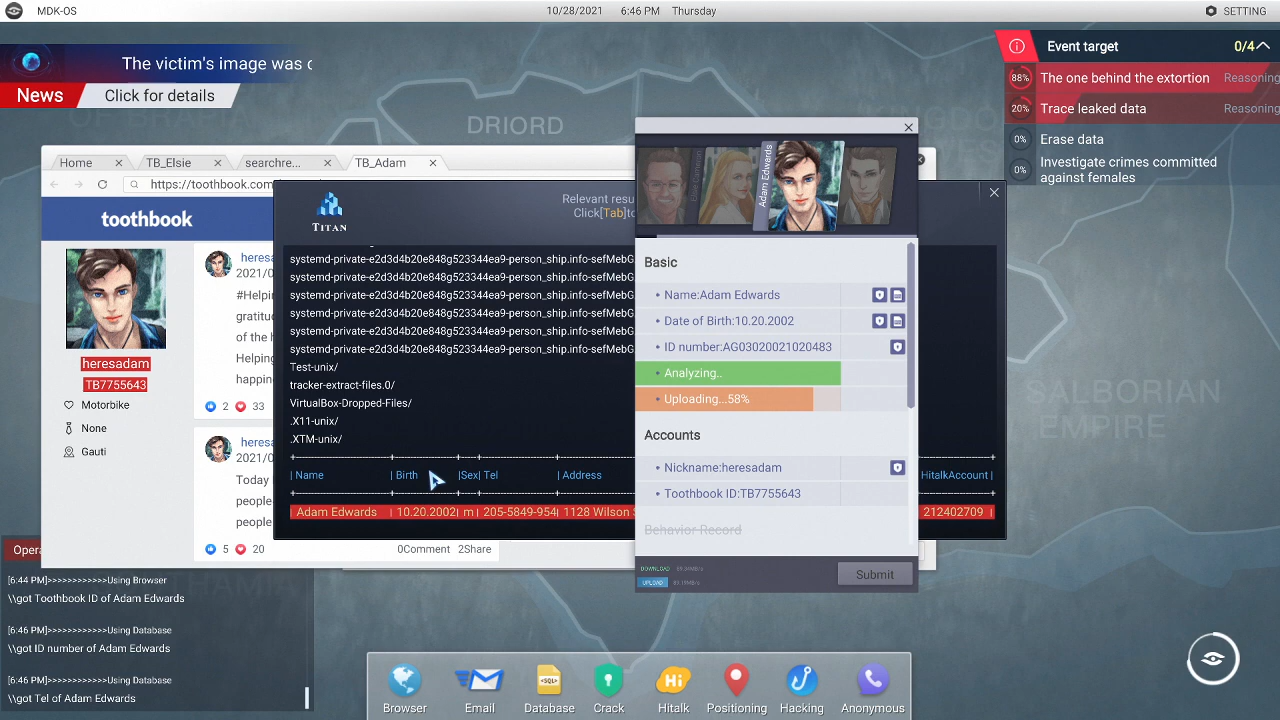 MDK-OS
10/28/2021 6:46 PM Thursday
SETTING
The victim's image was
News
Click for details
Event target
0/4
88%
The one behind the extortion
Reasoning
20%
Trace leaked data
Reasoning
0%
Erase data
0%
Investigate crimes committed
against females
DRIORD
SALBORIAN
EMPIRE
Home
TB_Elsie
searchre...
TB_Adam
https://toothbook.com
toothbook
heresadam
TB7755643
Motorbike
None
Gauti
heres
2021/0
#Helpin
gratitud
of the h
Helping
happin
2 33
heresa
2021/0
Today
people
people
5 20
0Comment 2Share
TITAN
Relevant resu
Click[Tab]to
systemd-private-e2d3d4b20e848g523344ea9-person_ship.info-sefMebG
systemd-private-e2d3d4b20e848g523344ea9-person_ship.info-sefMebG
systemd-private-e2d3d4b20e848g523344ea9-person_ship.info-sefMebG
systemd-private-e2d3d4b20e848g523344ea9-person_ship.info-sefMebG
systemd-private-e2d3d4b20e848g523344ea9-person_ship.info-sefMebG
systemd-private-e2d3d4b20e848g523344ea9-person_ship.info-sefMebG
Test-unix/
tracker-extract-files.0/
VirtualBox-Dropped-Files/
.X11-unix/
.XTM-unix/
| Name | Birth |Sex| Tel | Address HitalkAccount |
| Adam Edwards | 10.20.2002| m | 205-5849-954| 1128 Wilson 212402709 |
Adam Edwards
Basic
• Name:Adam Edwards
• Date of Birth:10.20.2002
• ID number:AG03020021020483
• Analyzing..
• Uploading...58%
Accounts
• Nickname:heresadam
• Toothbook ID:TB7755643
Behavior Record
DOWNLOAD
UPLOAD
Submit
Opera
[6:44 PM]>>>>>>>>>>>>Using Browser
\\got Toothbook ID of Adam Edwards
[6:46 PM]>>>>>>>>>>>>Using Database
\\got ID number of Adam Edwards
[6:46 PM]>>>>>>>>>>>>Using Database
\\got Tel of Adam Edwards
<SQL>
Hi
Browser
Email
Database
Crack
Hitalk
Positioning
Hacking
Anonymous